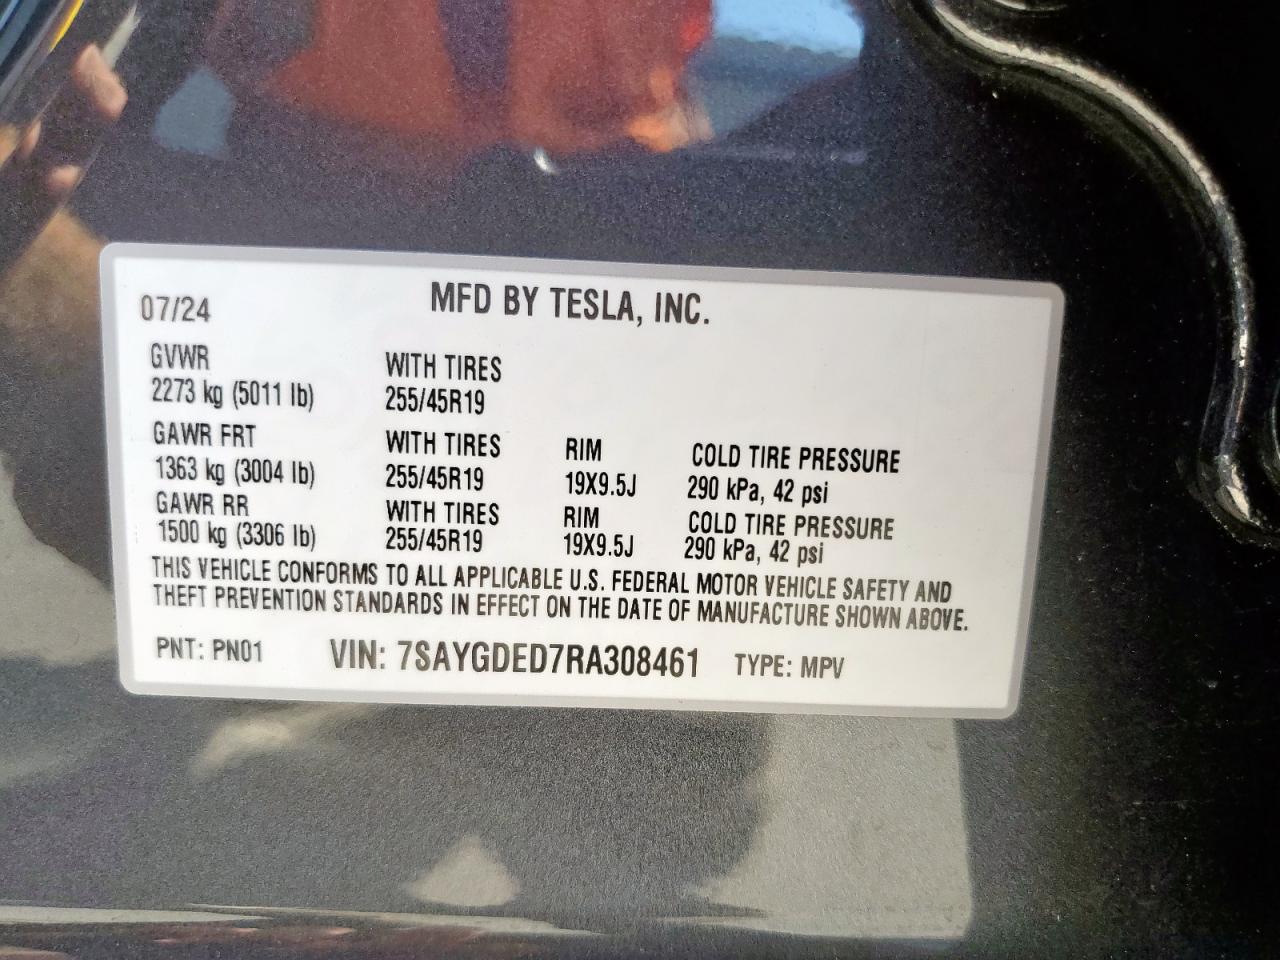 07/24 MFD BY TESLA, INC.
GVWR WITH TIRES
2273 kg (5011 lb) 255/45R19
GAWR FRT WITH TIRES RIM COLD TIRE PRESSURE
1363 kg (3004 lb) 255/45R19 19X9.5J 290 kPa, 42 psi
GAWR RR WITH TIRES RIM COLD TIRE PRESSURE
1500 kg (3306 lb) 255/45R19 19X9.5J 290 kPa, 42 psi
THIS VEHICLE CONFORMS TO ALL APPLICABLE U.S. FEDERAL MOTOR VEHICLE SAFETY AND
THEFT PREVENTION STANDARDS IN EFFECT ON THE DATE OF MANUFACTURE SHOWN ABOVE.
PNT: PN01 VIN: 7SAYGDED7RA308461 TYPE: MPV